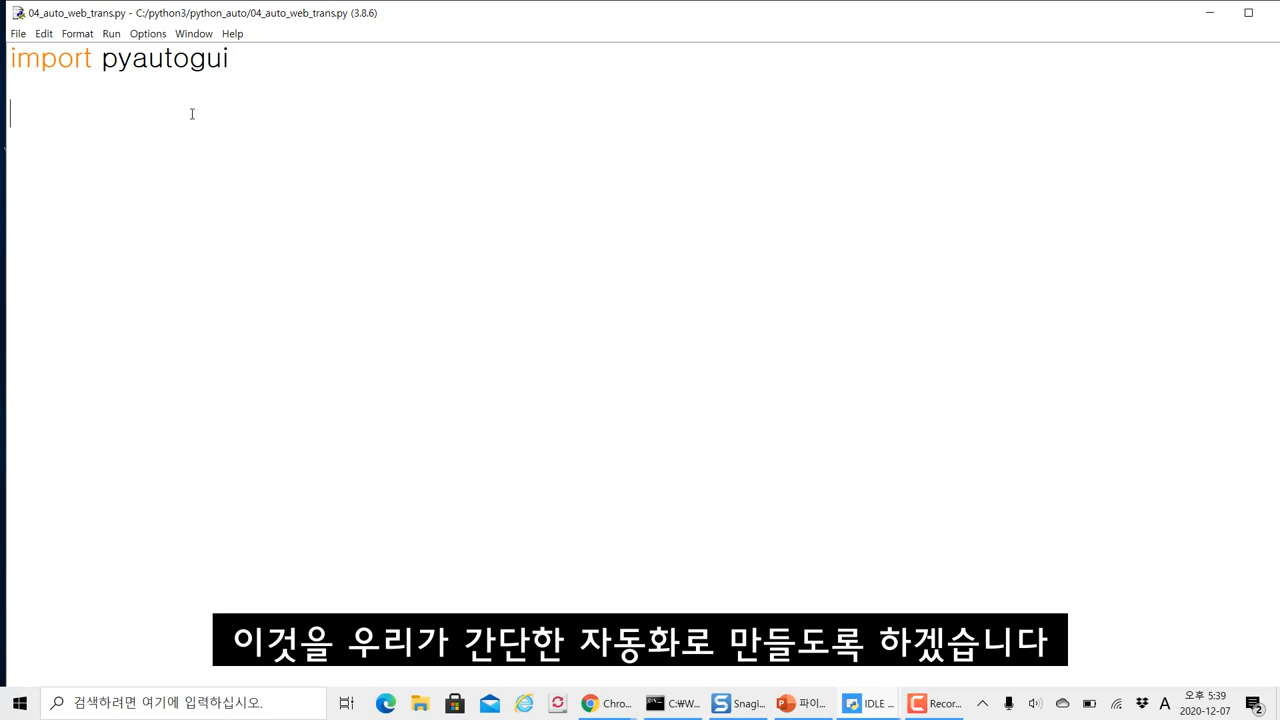 04_auto_web_trans.py - C:/python3/python_auto/04_auto_web_trans.py (3.8.6)
File Edit Format Run Options Window Help
import pyautogui
이것을 우리가 간단한 자동화로 만들도록 하겠습니다
검색하려면 여기에 입력하십시오.
Chro...
C:₩W...
Snagi...
파이...
IDLE ...
Recor...
A
오후 5:39
2020-12-07
2